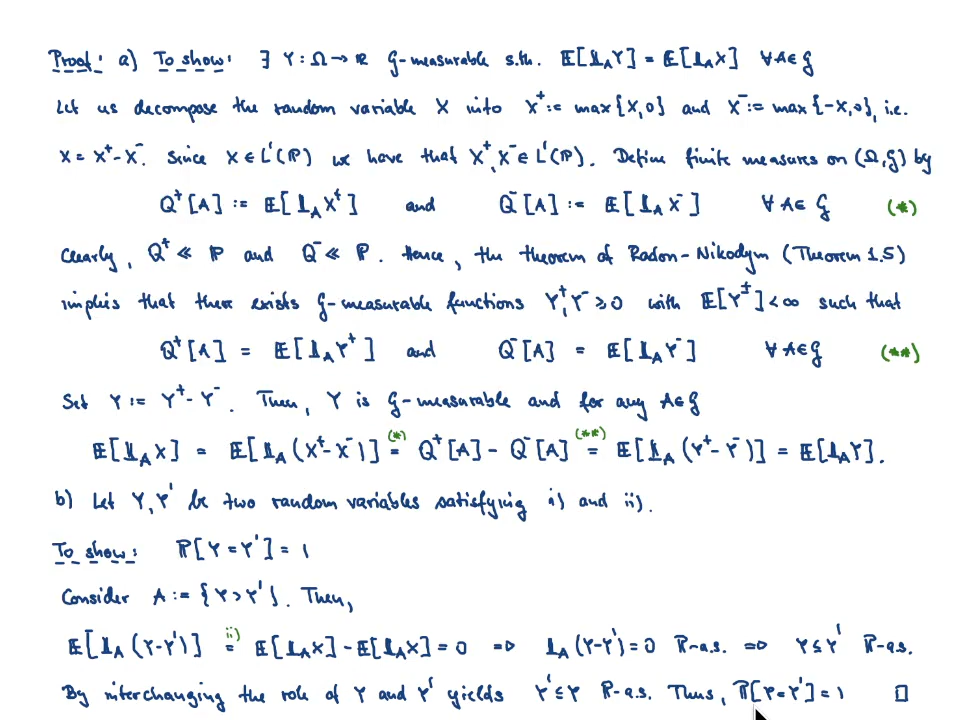 Proof: a) To show: ∃ Y: Ω → ℝ G-measurable s.th. 𝔼[𝟙_A Y] = 𝔼[𝟙_A X] ∀A∈G
Let us decompose the random variable X into X⁺ := max{X,0} and X⁻ := max{-X,0}, i.e.
X = X⁺ - X⁻. Since X ∈ L¹(ℙ) we have that X⁺, X⁻ ∈ L¹(ℙ). Define finite measures on (Ω,G) by
Q⁺[A] := 𝔼[𝟙_A X⁺] and Q⁻[A] := 𝔼[𝟙_A X⁻] ∀A∈G (*)
Clearly, Q⁺ ≪ ℙ and Q⁻ ≪ ℙ. Hence, the theorem of Radon-Nikodym (Theorem 1.5)
implies that there exists G-measurable functions Y⁺, Y⁻ ≥ 0 with 𝔼[Y^±] < ∞ such that
Q⁺[A] = 𝔼[𝟙_A Y⁺] and Q⁻[A] = 𝔼[𝟙_A Y⁻] ∀A∈G (**)
Set Y := Y⁺ - Y⁻. Then, Y is G-measurable and for any A∈G
𝔼[𝟙_A X] = 𝔼[𝟙_A (X⁺ - X⁻)] (*) = Q⁺[A] - Q⁻[A] (**) = 𝔼[𝟙_A (Y⁺ - Y⁻)] = 𝔼[𝟙_A Y].
b) Let Y, Y' be two random variables satisfying i) and ii).
To show: ℙ[Y = Y'] = 1
Consider A := {Y > Y'}. Then,
𝔼[𝟙_A (Y-Y')] ii) = 𝔼[𝟙_A X] - 𝔼[𝟙_A X] = 0 ⇒ 𝟙_A (Y-Y') = 0 ℙ-a.s. ⇒ Y ≤ Y' ℙ-a.s.
By interchanging the role of Y and Y' yields Y' ≤ Y ℙ-a.s. Thus, ℙ[Y=Y'] = 1 □